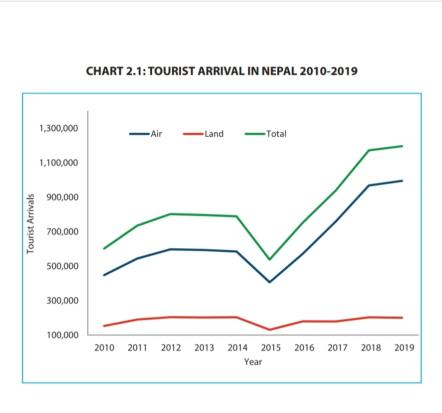 CHART 2.1: TOURIST ARRIVAL IN NEPAL 2010-2019
Air Land Total
Tourist Arrivals
1,300,000
1,100,000
900,000
700,000
500,000
300,000
100,000
2010 2011 2012 2013 2014 2015 2016 2017 2018 2019
Year